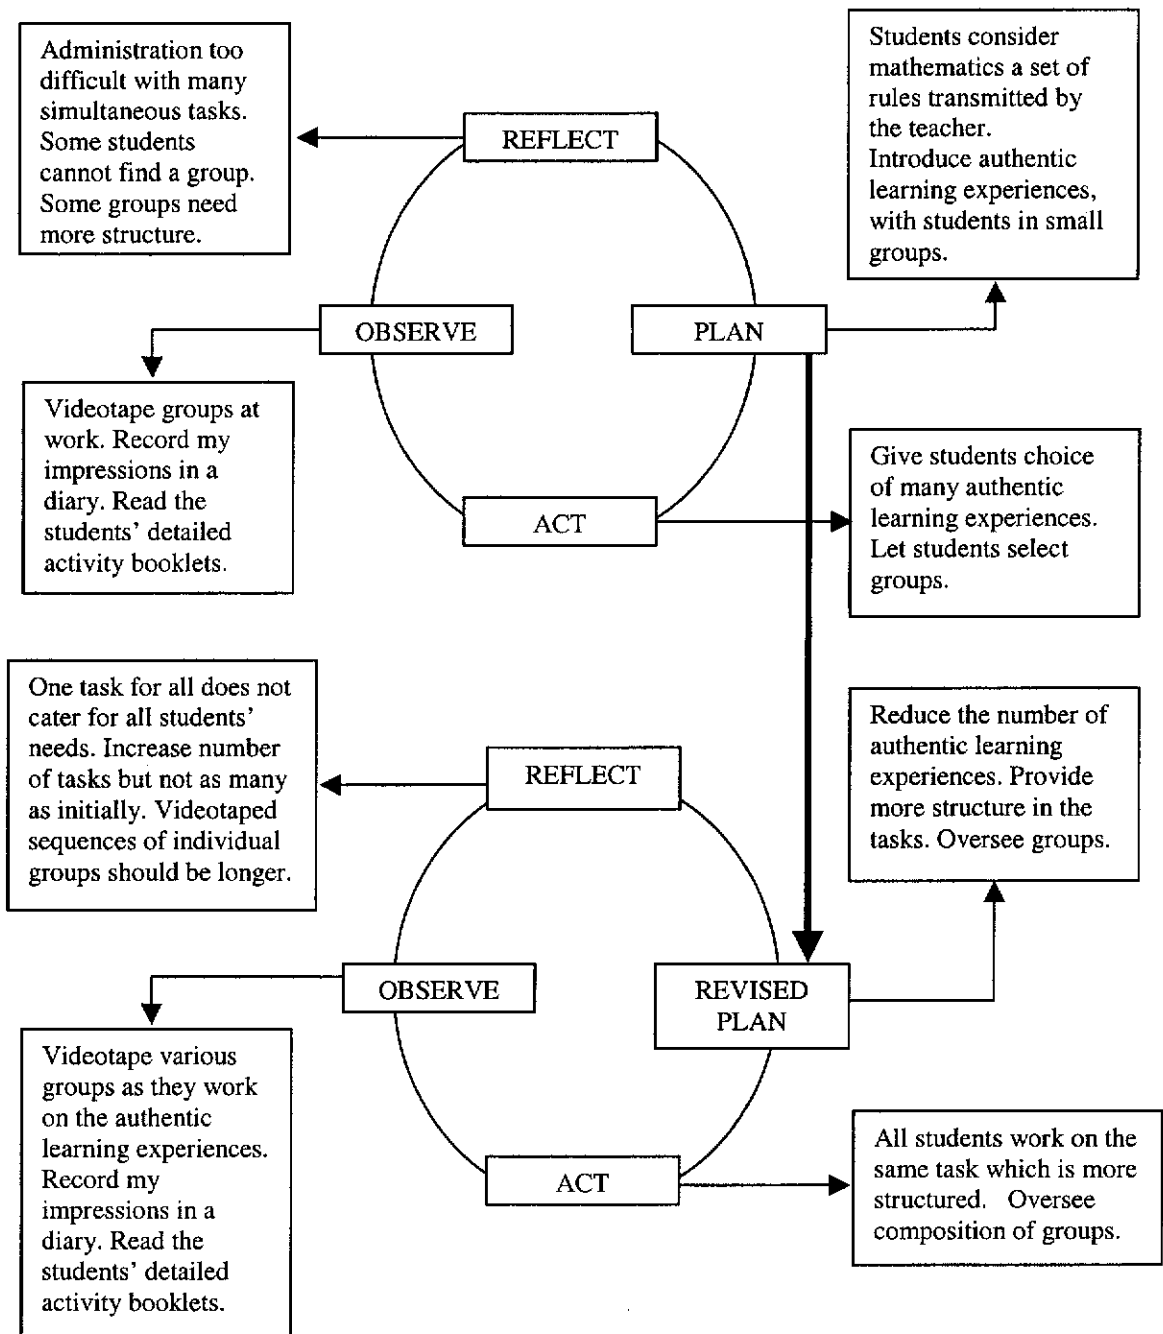 Administration too
difficult with many
simultaneous tasks.
Some students
cannot find a group.
Some groups need
more structure.
REFLECT
Students consider
mathematics a set of
rules transmitted by
the teacher.
Introduce authentic
learning experiences,
with students in small
groups.
OBSERVE
PLAN
Videotape groups at
work. Record my
impressions in a
diary. Read the
students’ detailed
activity booklets.
ACT
Give students choice
of many authentic
learning experiences.
Let students select
groups.
One task for all does not
cater for all students’
needs. Increase number
of tasks but not as many
as initially. Videotaped
sequences of individual
groups should be longer.
REFLECT
Reduce the number of
authentic learning
experiences. Provide
more structure in the
tasks. Oversee groups.
OBSERVE
REVISED
PLAN
Videotape various
groups as they work
on the authentic
learning experiences.
Record my
impressions in a
diary. Read the
students’ detailed
activity booklets.
ACT
All students work on the
same task which is more
structured. Oversee
composition of groups.